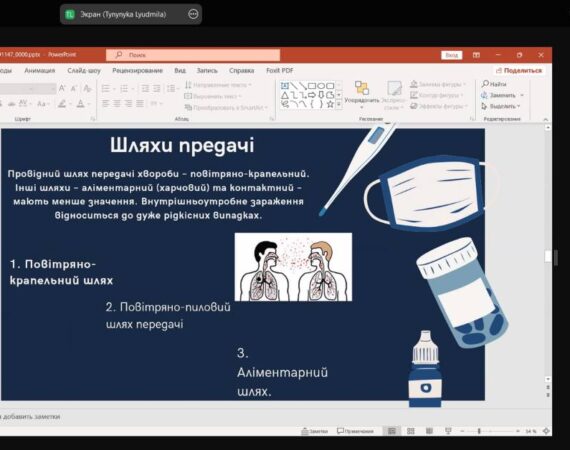 Экран (Tynynyka Lyudmila)
91147_0000.pptx - PowerPoint
Поиск
Вход
оды Анимация Слайд-шоу Рецензирование Вид Запись Справка Foxit PDF
Поделиться
Направление текста
Выровнять текст
Преобразовать в SmartArt
Упорядочить
Экспресс-стили
Заливка фигуры
Контур фигуры
Эффекты фигуры
Найти
Заменить
Выделить
Шрифт Абзац Рисование Редактирование
Шляхи предачі
Провідний шлях передачі хвороби – повітряно-крапельний.
Інші шляхи – аліментарний (харчовий) та контактний –
мають менше значення. Внутрішньоутробне зараження
відноситься до дуже рідкісних випадках.
1. Повітряно-
крапельний шлях
2. Повітряно-пиловий
шлях передачі
3.
Аліментарний
шлях.
а добавить заметки
Заметки Примечания 54 %